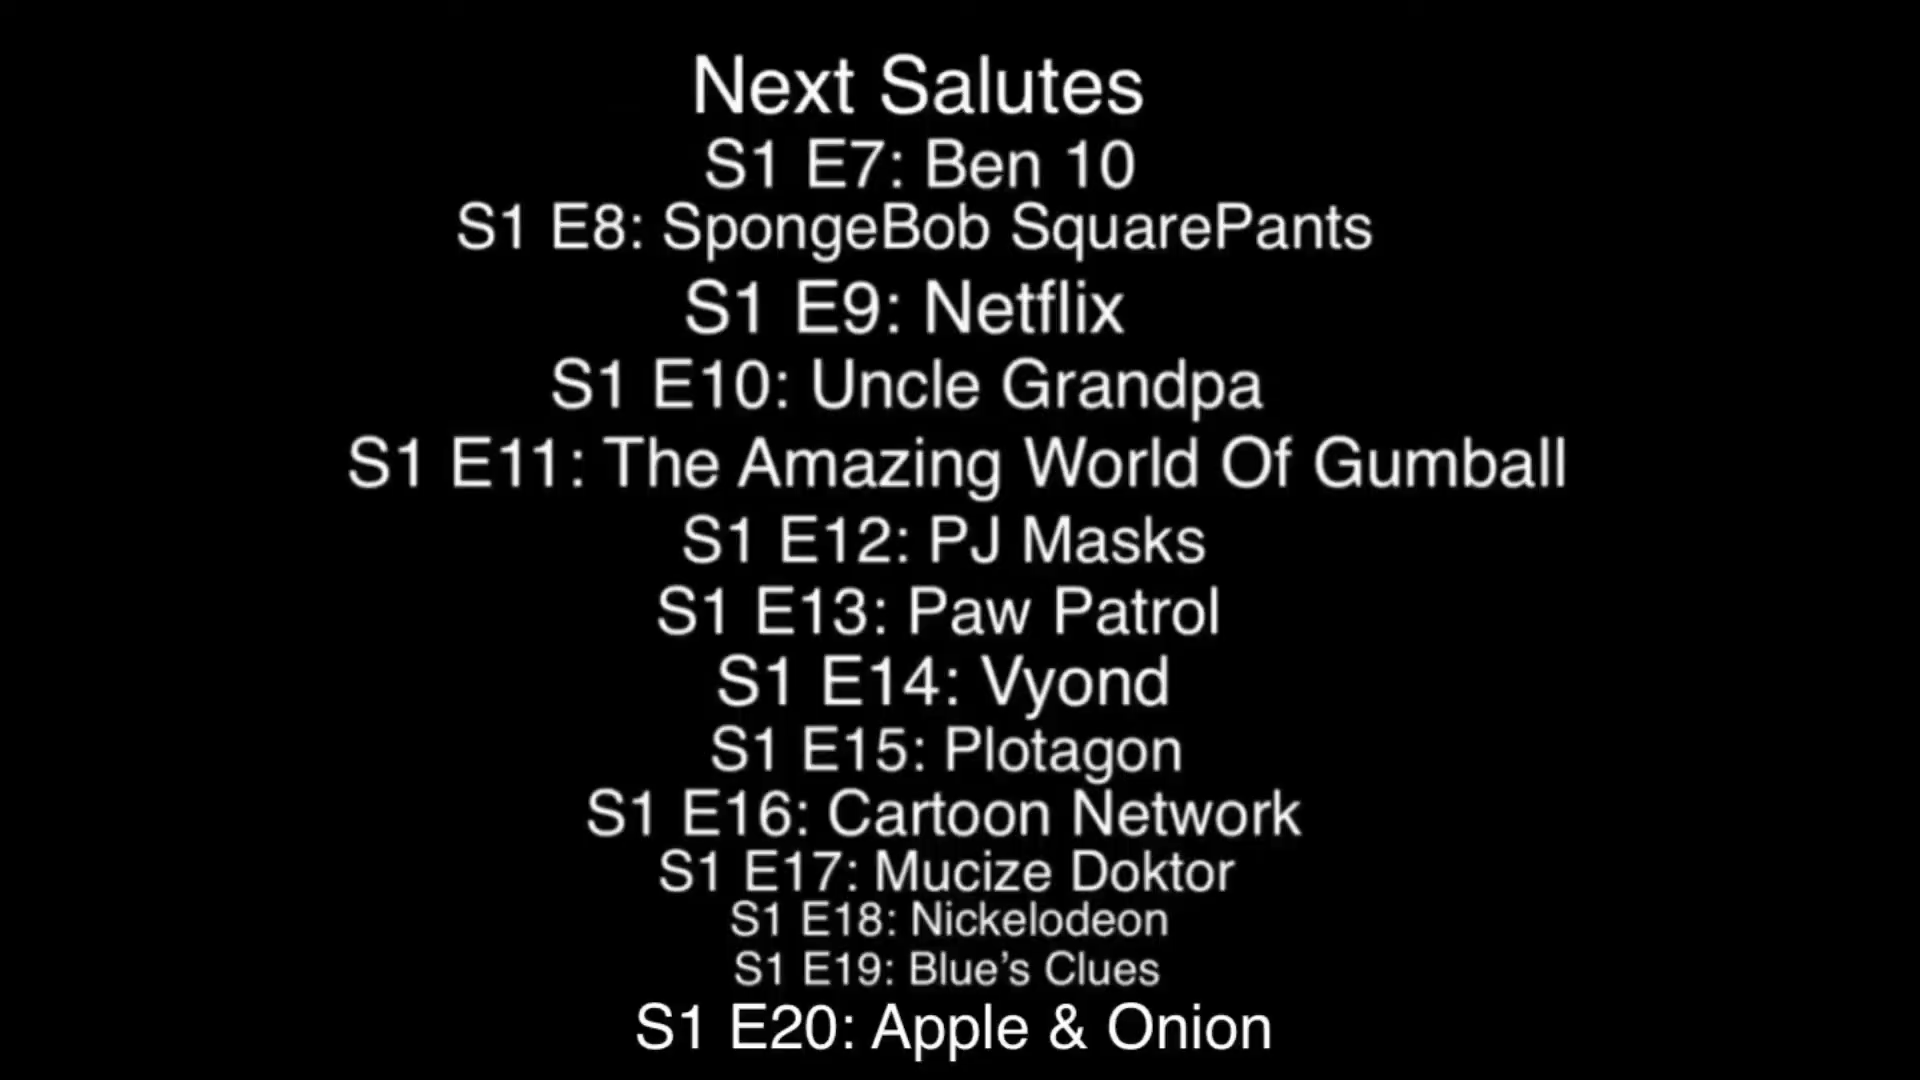 Next Salutes
S1 E7: Ben 10
S1 E8: SpongeBob SquarePants
S1 E9: Netflix
S1 E10: Uncle Grandpa
S1 E11: The Amazing World Of Gumball
S1 E12: PJ Masks
S1 E13: Paw Patrol
S1 E14: Vyond
S1 E15: Plotagon
S1 E16: Cartoon Network
S1 E17: Mucize Doktor
S1 E18: Nickelodeon
S1 E19: Blue’s Clues
S1 E20: Apple & Onion